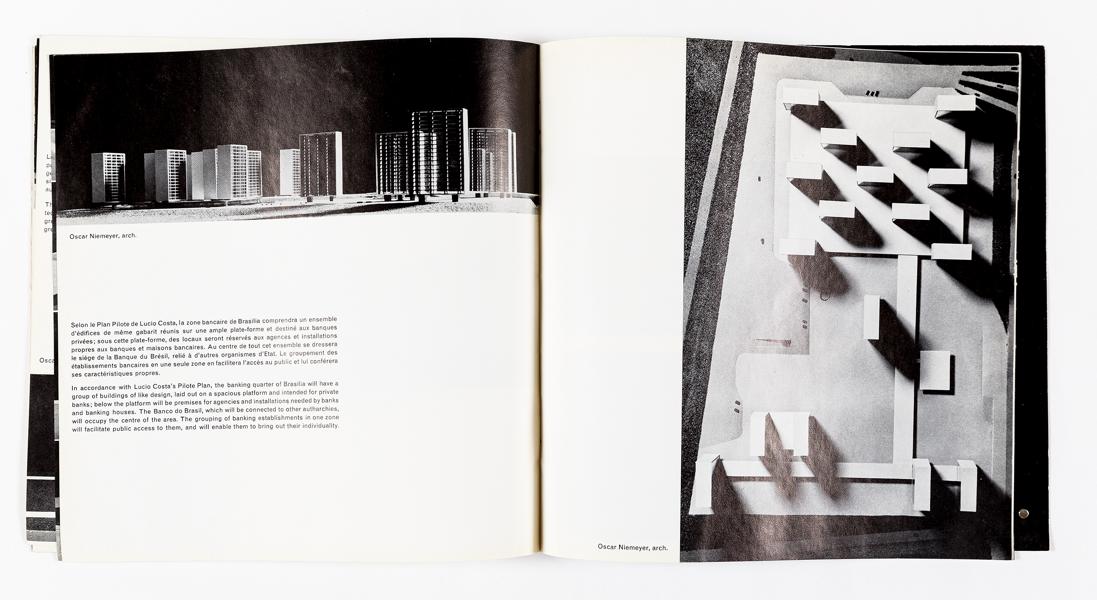 Oscar Niemeyer, arch.
Selon le Plan Pilote de Lucio Costa, la zone bancaire de Brasilia comprendra un ensemble
d'édifices de même gabarit réunis sur une ample plate-forme et destiné aux banques
privées; sous cette plate-forme, des locaux seront réservés aux agences et installations
propres aux banques et maisons bancaires. Au centre de tout cet ensemble se dressera
le siége de la Banque du Brésil, relié à d'autres organismes d'Etat. Le groupement des
établissements bancaires en une seule zone en facilitera l'accès au public et lui conférera
ses caractéristiques propres.
In accordance with Lucio Costa's Pilote Plan, the banking quarter of Brasilia will have a
group of buildings of like design, laid out on a spacious platform and intended for private
banks; below the platform will be premises for agencies and installations needed by banks
and banking houses. The Banco do Brasil, which will be connected to other autharchies,
will occupy the centre of the area. The grouping of banking establishments in one zone
will facilitate public access to them, and will enable them to bring out their individuality.
Oscar Niemeyer, arch.